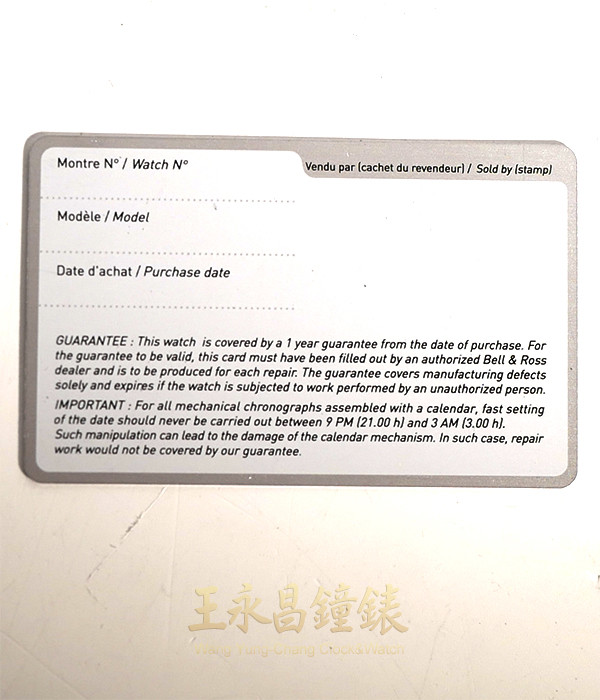 Montre N° / Watch N°
Vendu par (cachet du revendeur) / Sold by (stamp)
Modèle / Model
Date d'achat / Purchase date
GUARANTEE : This watch is covered by a 1 year guarantee from the date of purchase. For
the guarantee to be valid, this card must have been filled out by an authorized Bell & Ross
dealer and is to be produced for each repair. The guarantee covers manufacturing defects
solely and expires if the watch is subjected to work performed by an unauthorized person.
IMPORTANT : For all mechanical chronographs assembled with a calendar, fast setting
of the date should never be carried out between 9 PM (21.00 h) and 3 AM (3.00 h).
Such manipulation can lead to the damage of the calendar mechanism. In such case, repair
work would not be covered by our guarantee.
王永昌鐘錶
Wang Yung-Chang Clock&Watch